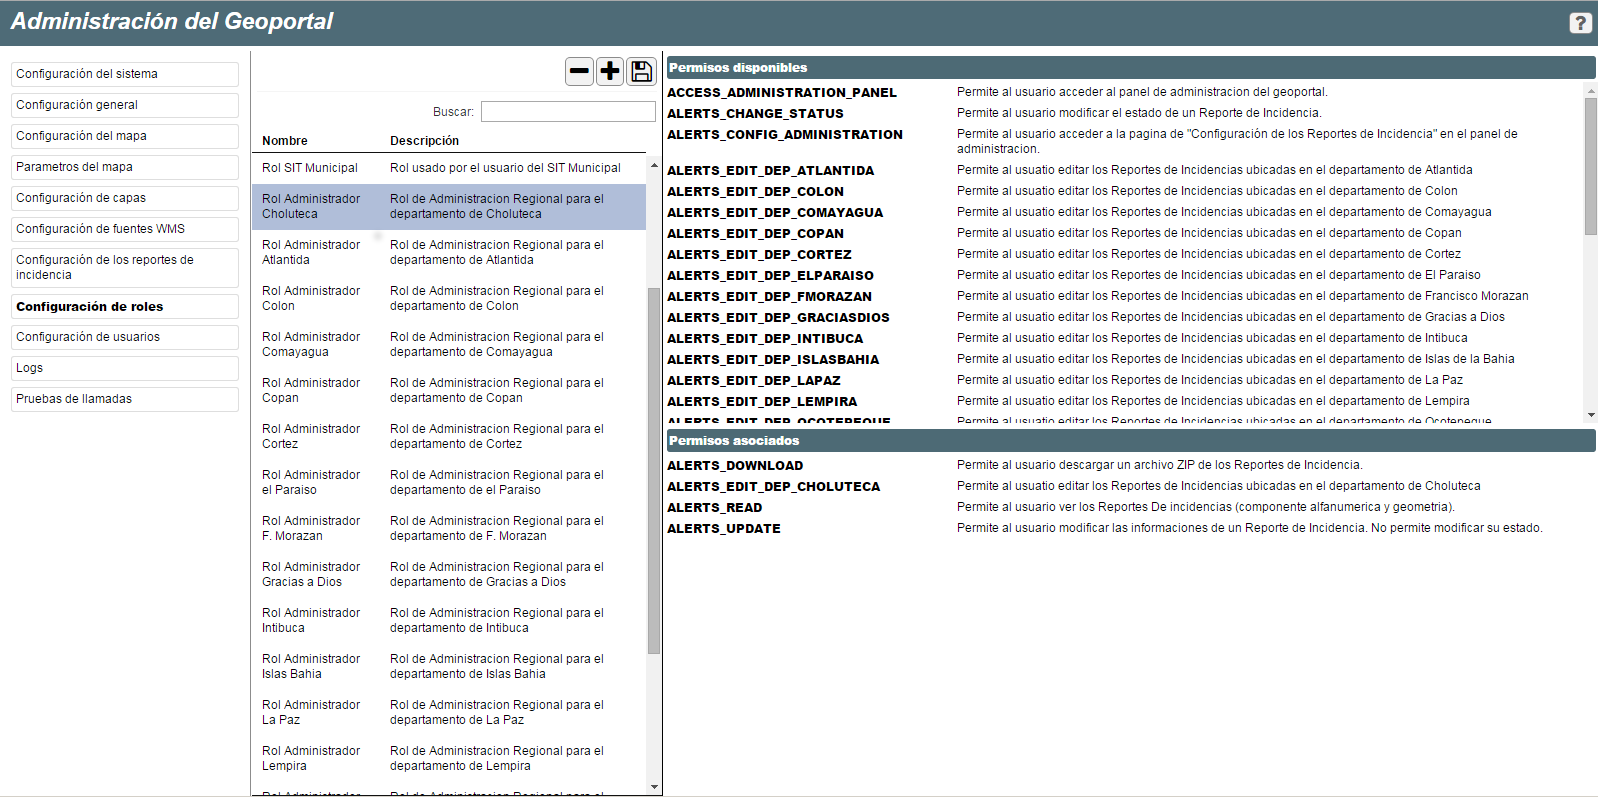 Administración del Geoportal
?
Configuración del sistema
Configuración general
Configuración del mapa
Parametros del mapa
Configuración de capas
Configuración de fuentes WMS
Configuración de los reportes de
incidencia
Configuración de roles
Configuración de usuarios
Logs
Pruebas de llamadas
Buscar:
Nombre Descripción
Rol SIT Municipal Rol usado por el usuario del SIT Municipal
Rol Administrador Rol de Administracion Regional para el
Choluteca departamento de Choluteca
Rol Administrador Rol de Administracion Regional para el
Atlantida departamento de Atlantida
Rol Administrador Rol de Administracion Regional para el
Colon departamento de Colon
Rol Administrador Rol de Administracion Regional para el
Comayagua departamento de Comayagua
Rol Administrador Rol de Administracion Regional para el
Copan departamento de Copan
Rol Administrador Rol de Administracion Regional para el
Cortez departamento de Cortez
Rol Administrador Rol de Administracion Regional para el
el Paraiso departamento de el Paraiso
Rol Administrador Rol de Administracion Regional para el
F. Morazan departamento de F. Morazan
Rol Administrador Rol de Administracion Regional para el
Gracias a Dios departamento de Gracias a Dios
Rol Administrador Rol de Administracion Regional para el
Intibuca departamento de Intibuca
Rol Administrador Rol de Administracion Regional para el
Islas Bahia departamento de Islas Bahia
Rol Administrador Rol de Administracion Regional para el
La Paz departamento de La Paz
Rol Administrador Rol de Administracion Regional para el
Lempira departamento de Lempira
Permisos disponibles
ACCESS_ADMINISTRATION_PANEL Permite al usuario acceder al panel de administracion del geoportal.
ALERTS_CHANGE_STATUS Permite al usuario modificar el estado de un Reporte de Incidencia.
ALERTS_CONFIG_ADMINISTRATION Permite al usuario acceder a la pagina de "Configuración de los Reportes de Incidencia" en el panel de
administracion.
ALERTS_EDIT_DEP_ATLANTIDA Permite al usuatio editar los Reportes de Incidencias ubicadas en el departamento de Atlantida
ALERTS_EDIT_DEP_COLON Permite al usuatio editar los Reportes de Incidencias ubicadas en el departamento de Colon
ALERTS_EDIT_DEP_COMAYAGUA Permite al usuatio editar los Reportes de Incidencias ubicadas en el departamento de Comayagua
ALERTS_EDIT_DEP_COPAN Permite al usuatio editar los Reportes de Incidencias ubicadas en el departamento de Copan
ALERTS_EDIT_DEP_CORTEZ Permite al usuatio editar los Reportes de Incidencias ubicadas en el departamento de Cortez
ALERTS_EDIT_DEP_ELPARAISO Permite al usuatio editar los Reportes de Incidencias ubicadas en el departamento de El Paraiso
ALERTS_EDIT_DEP_FMORAZAN Permite al usuatio editar los Reportes de Incidencias ubicadas en el departamento de Francisco Morazan
ALERTS_EDIT_DEP_GRACIASDIOS Permite al usuatio editar los Reportes de Incidencias ubicadas en el departamento de Gracias a Dios
ALERTS_EDIT_DEP_INTIBUCA Permite al usuatio editar los Reportes de Incidencias ubicadas en el departamento de Intibuca
ALERTS_EDIT_DEP_ISLASBAHIA Permite al usuatio editar los Reportes de Incidencias ubicadas en el departamento de Islas de la Bahia
ALERTS_EDIT_DEP_LAPAZ Permite al usuatio editar los Reportes de Incidencias ubicadas en el departamento de La Paz
ALERTS_EDIT_DEP_LEMPIRA Permite al usuatio editar los Reportes de Incidencias ubicadas en el departamento de Lempira
ALERTS_EDIT_DEP_OCOTEPEQUE Permite al usuatio editar los Reportes de Incidencias ubicadas en el departamento de Ocotepeque
Permisos asociados
ALERTS_DOWNLOAD Permite al usuario descargar un archivo ZIP de los Reportes de Incidencia.
ALERTS_EDIT_DEP_CHOLUTECA Permite al usuatio editar los Reportes de Incidencias ubicadas en el departamento de Choluteca
ALERTS_READ Permite al usuario ver los Reportes De incidencias (componente alfanumerica y geometria).
ALERTS_UPDATE Permite al usuario modificar las informaciones de un Reporte de Incidencia. No permite modificar su estado.